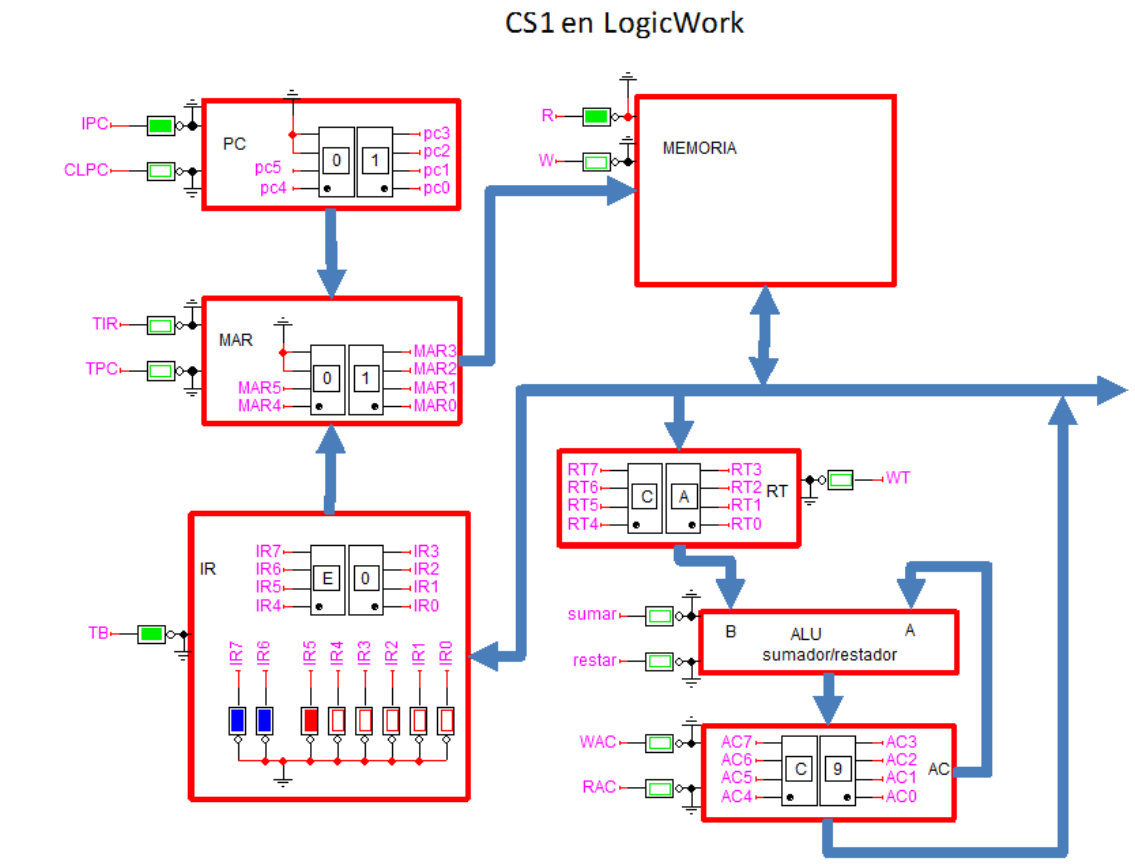 CS1 en LogicWork
IPC
CLPC
PC
pc5
pc4
0
1
pc3
pc2
pc1
pc0
R
W
MEMORIA
TIR
TPC
MAR
MAR5
MAR4
0
1
MAR3
MAR2
MAR1
MAR0
RT7
RT6
RT5
RT4
C
A
RT3
RT2
RT1
RT0
RT
WT
IR
IR7
IR6
IR5
IR4
E
0
IR3
IR2
IR1
IR0
TB
IR7
IR6
IR5
IR4
IR3
IR2
IR1
IR0
sumar
restar
B
ALU
A
sumador/restador
WAC
RAC
AC7
AC6
AC5
AC4
C
9
AC3
AC2
AC1
AC0
AC